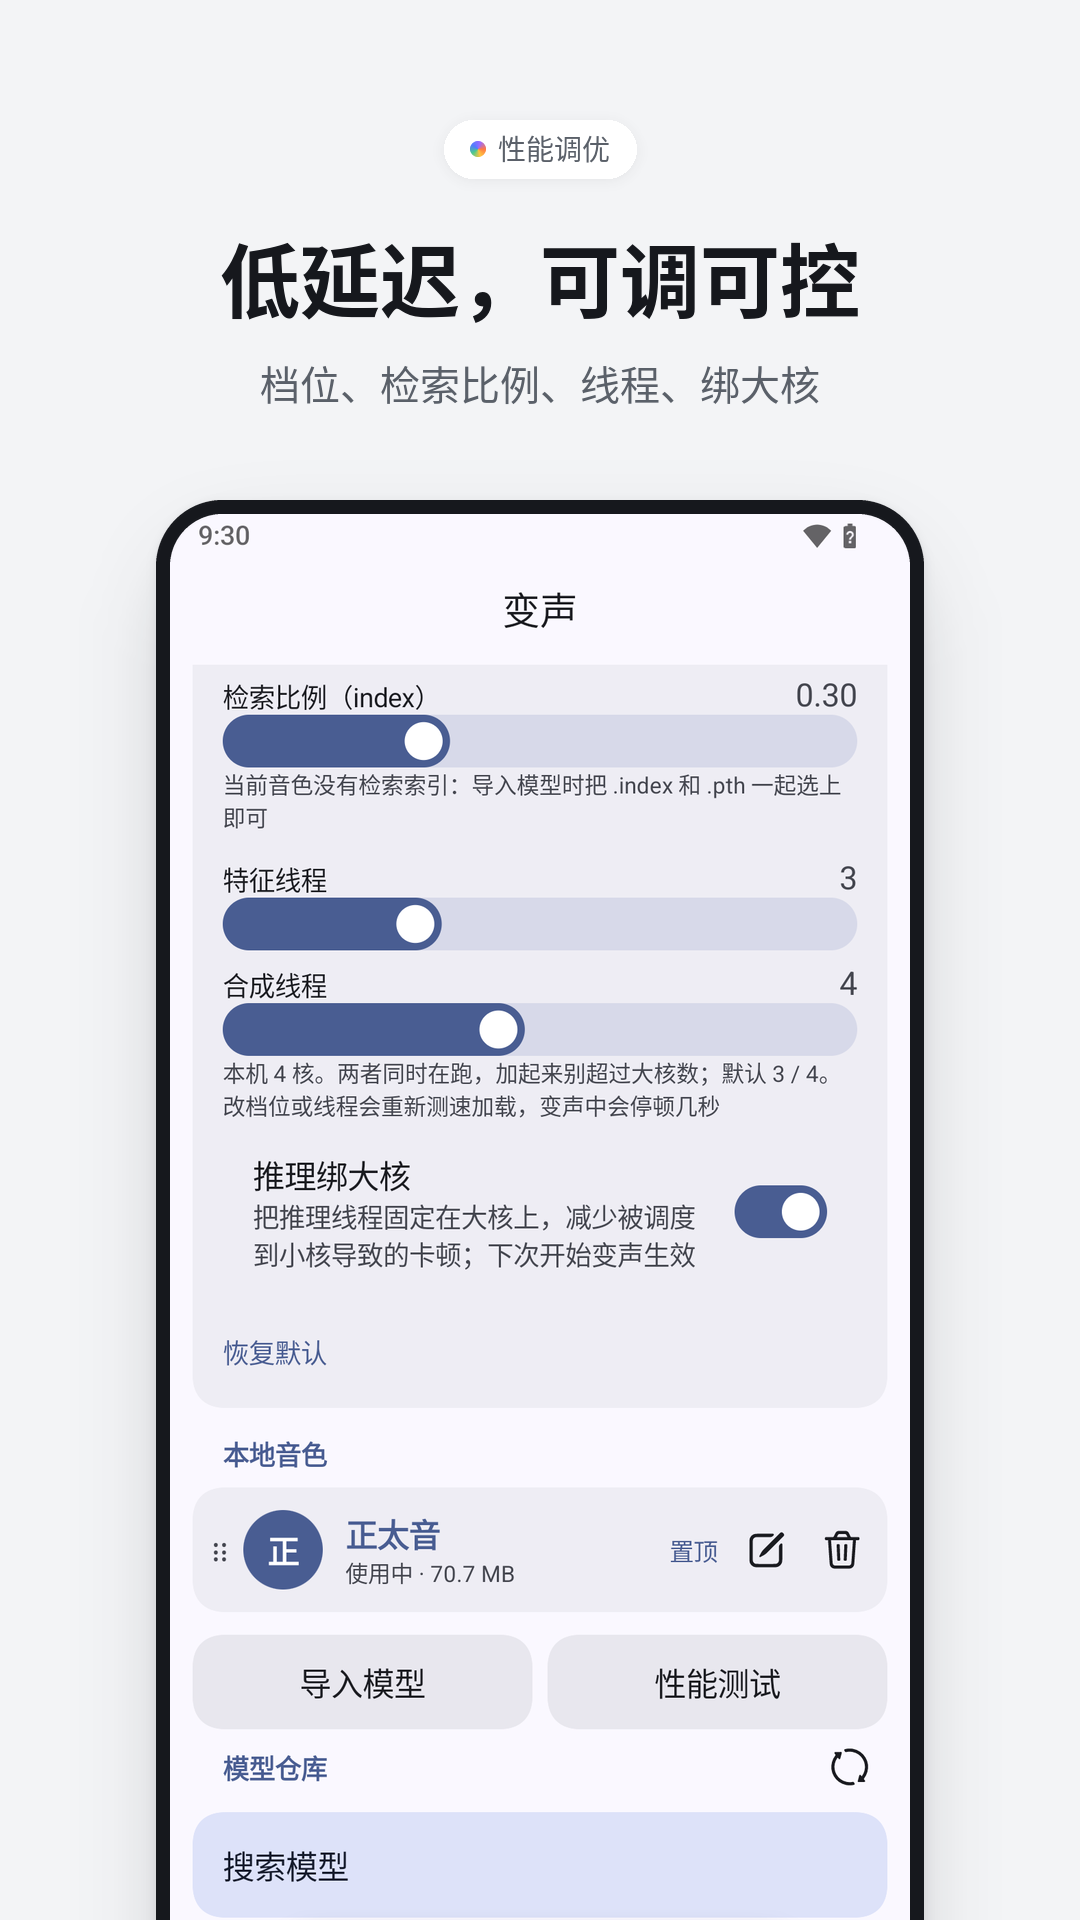 性能调优
低延迟，可调可控
档位、检索比例、线程、绑大核
9:30
变声
检索比例（index） 0.30
当前音色没有检索索引：导入模型时把 .index 和 .pth 一起选上
即可
特征线程 3
合成线程 4
本机 4 核。两者同时在跑，加起来别超过大核数；默认 3 / 4。
改档位或线程会重新测速加载，变声中会停顿几秒
推理绑大核
把推理线程固定在大核上，减少被调度
到小核导致的卡顿；下次开始变声生效
恢复默认
本地音色
正 正太音 置顶
使用中 · 70.7 MB
导入模型 性能测试
模型仓库
搜索模型